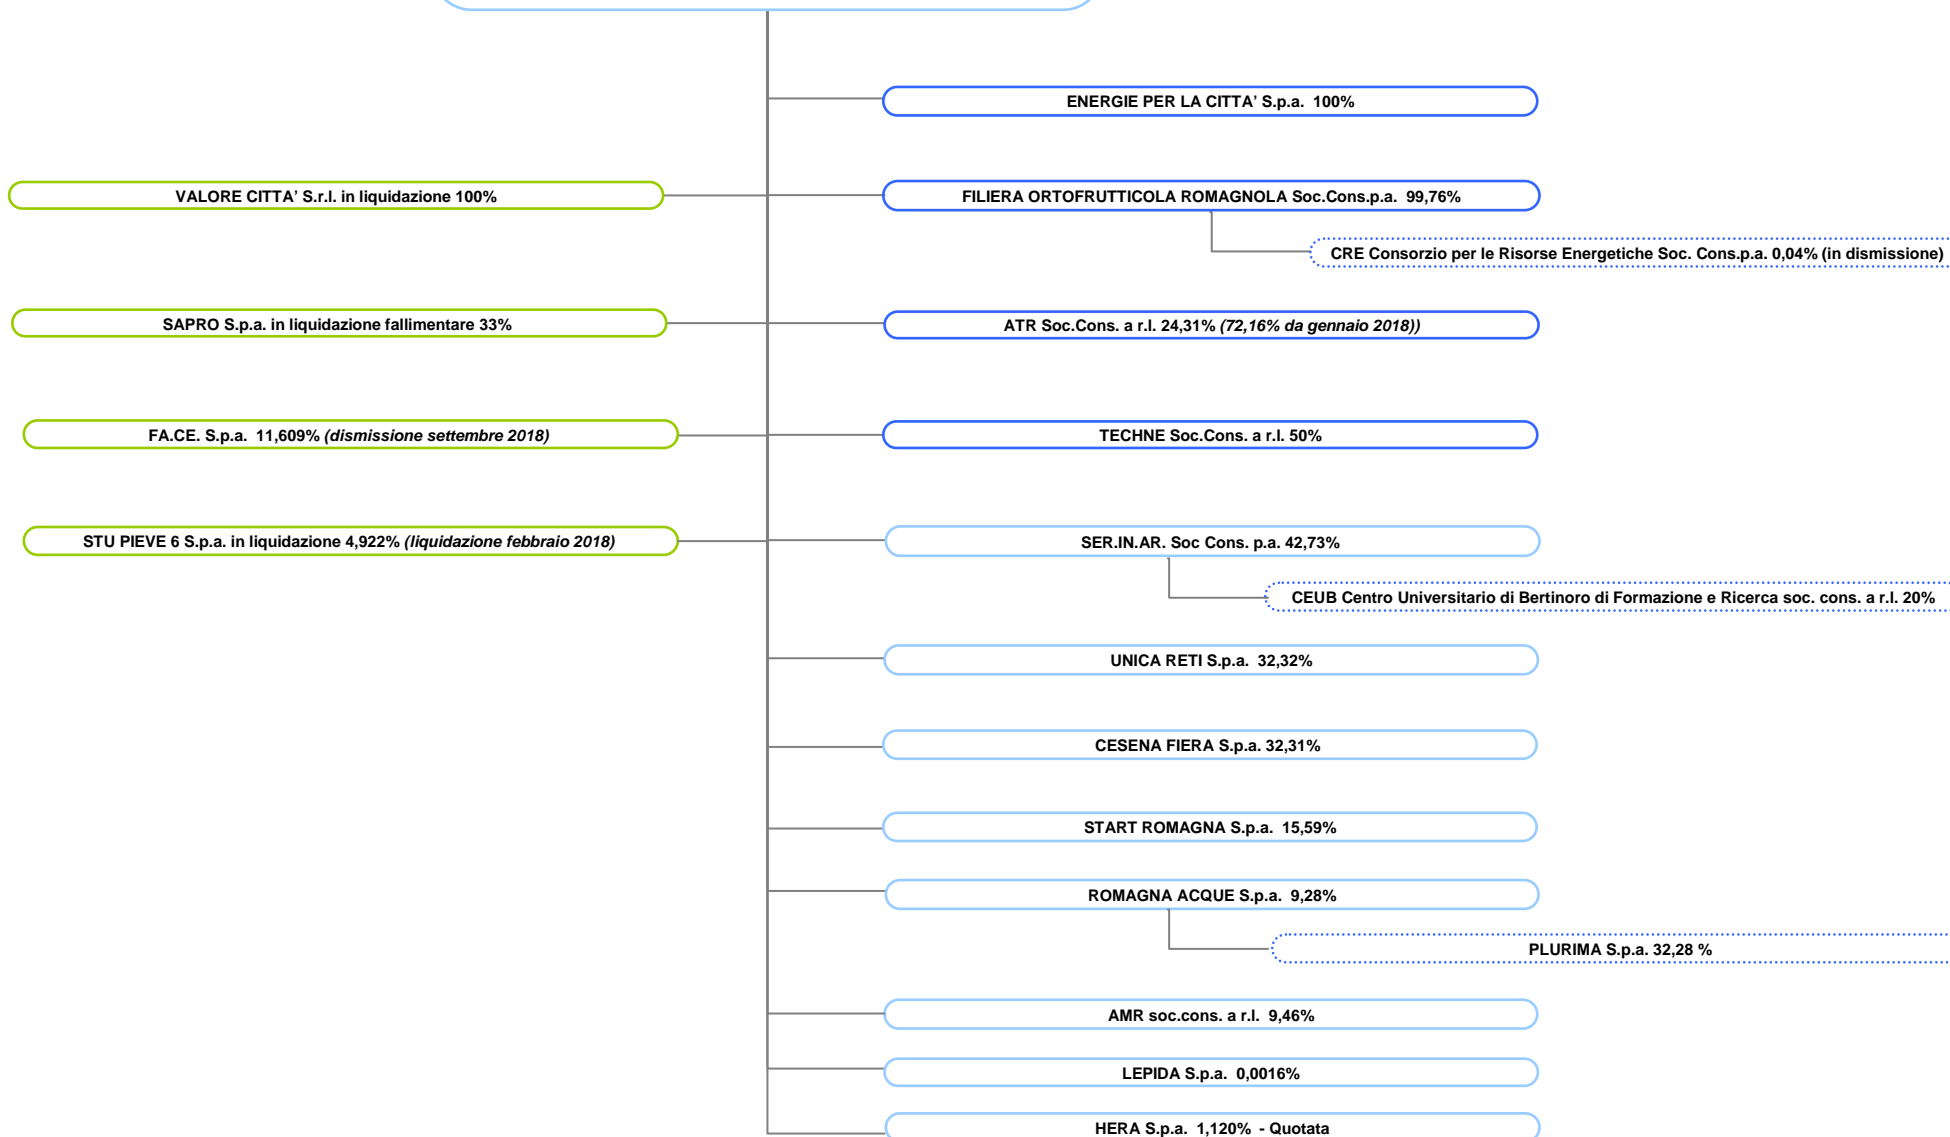 ENERGIE PER LA CITTA' S.p.a. 100%
VALORE CITTA' S.r.l. in liquidazione 100%
FILIERA ORTOFRUTTICOLA ROMAGNOLA Soc.Cons.p.a. 99,76%
CRE Consorzio per le Risorse Energetiche Soc. Cons.p.a. 0,04% (in dismissione)
SAPRO S.p.a. in liquidazione fallimentare 33%
ATR Soc.Cons. a r.l. 24,31% (72,16% da gennaio 2018))
FA.CE. S.p.a. 11,609% (dismissione settembre 2018)
TECHNE Soc.Cons. a r.l. 50%
STU PIEVE 6 S.p.a. in liquidazione 4,922% (liquidazione febbraio 2018)
SER.IN.AR. Soc Cons. p.a. 42,73%
CEUB Centro Universitario di Bertinoro di Formazione e Ricerca soc. cons. a r.l. 20%
UNICA RETI S.p.a. 32,32%
CESENA FIERA S.p.a. 32,31%
START ROMAGNA S.p.a. 15,59%
ROMAGNA ACQUE S.p.a. 9,28%
PLURIMA S.p.a. 32,28 %
AMR soc.cons. a r.l. 9,46%
LEPIDA S.p.a. 0,0016%
HERA S.p.a. 1,120% - Quotata